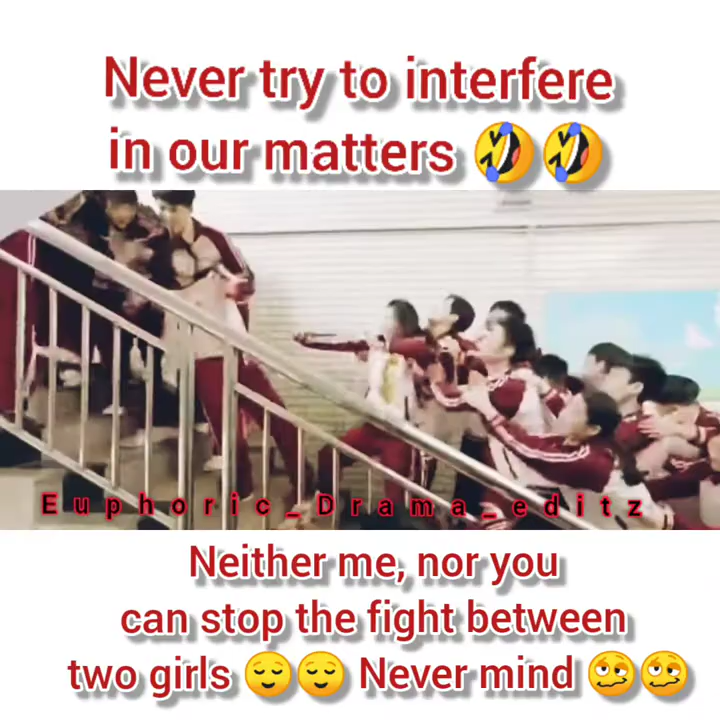 Never try to interfere
in our matters 🤣🤣
Euphoric_Drama_editz
Neither me, nor you
can stop the fight between
two girls 😌😌 Never mind 🥴🥴